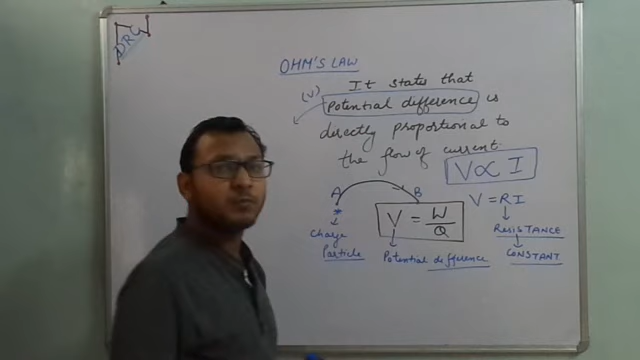 DRC
OHM'S LAW
It states that
(V)
Potential difference is
directly proportional to
the flow of current.
V ∝ I
A B
V = W/Q
V = RI
Charge
Particle
Potential difference
Resistance
Constant